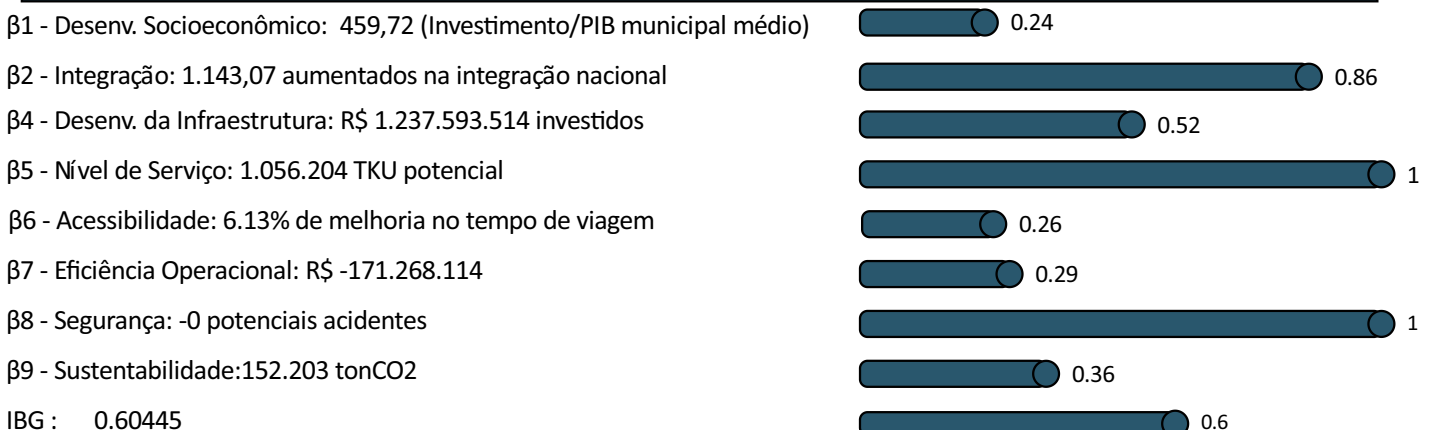 β1 - Desenv. Socioeconômico: 459,72 (Investimento/PIB municipal médio) 0.24
β2 - Integração: 1.143,07 aumentados na integração nacional 0.86
β4 - Desenv. da Infraestrutura: R$ 1.237.593.514 investidos 0.52
β5 - Nível de Serviço: 1.056.204 TKU potencial 1
β6 - Acessibilidade: 6.13% de melhoria no tempo de viagem 0.26
β7 - Eficiência Operacional: R$ -171.268.114 0.29
β8 - Segurança: -0 potenciais acidentes 1
β9 - Sustentabilidade:152.203 tonCO2 0.36
IBG : 0.60445 0.6